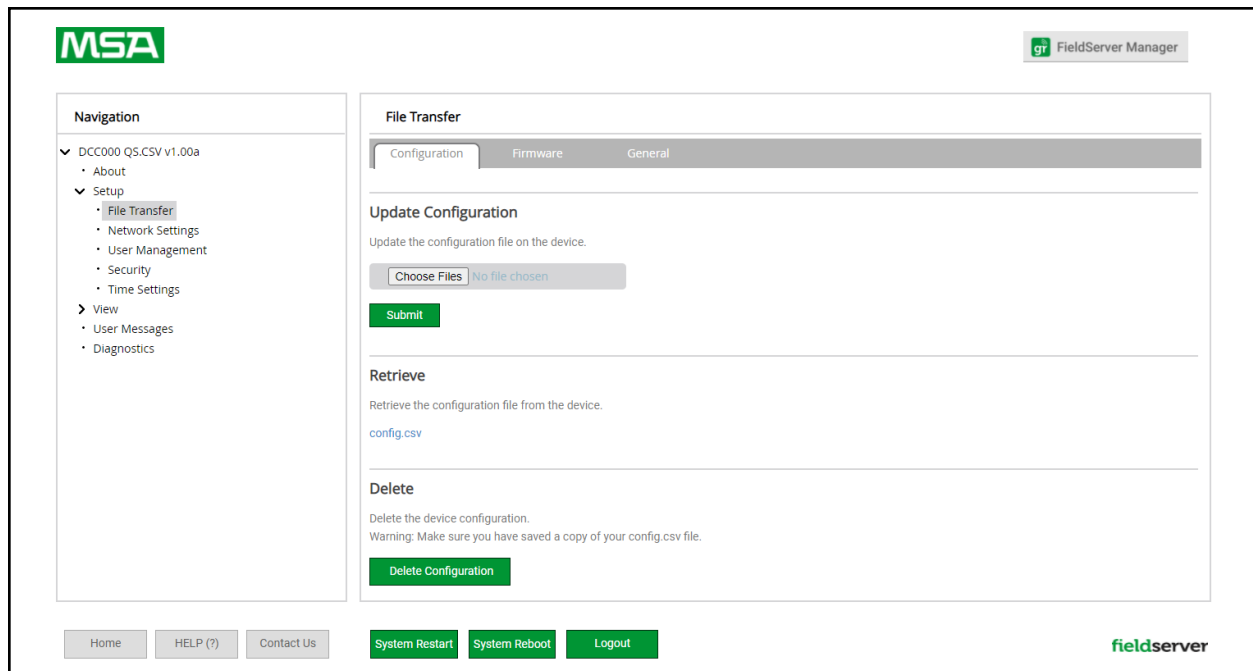 MSA
FieldServer Manager
Navigation
DCC000 QS.CSV v1.00a
About
Setup
File Transfer
Network Settings
User Management
Security
Time Settings
View
User Messages
Diagnostics
File Transfer
Configuration Firmware General
Update Configuration
Update the configuration file on the device.
Choose Files No file chosen
Submit
Retrieve
Retrieve the configuration file from the device.
config.csv
Delete
Delete the device configuration.
Warning: Make sure you have saved a copy of your config.csv file.
Delete Configuration
Home HELP (?) Contact Us System Restart System Reboot Logout
fieldserver